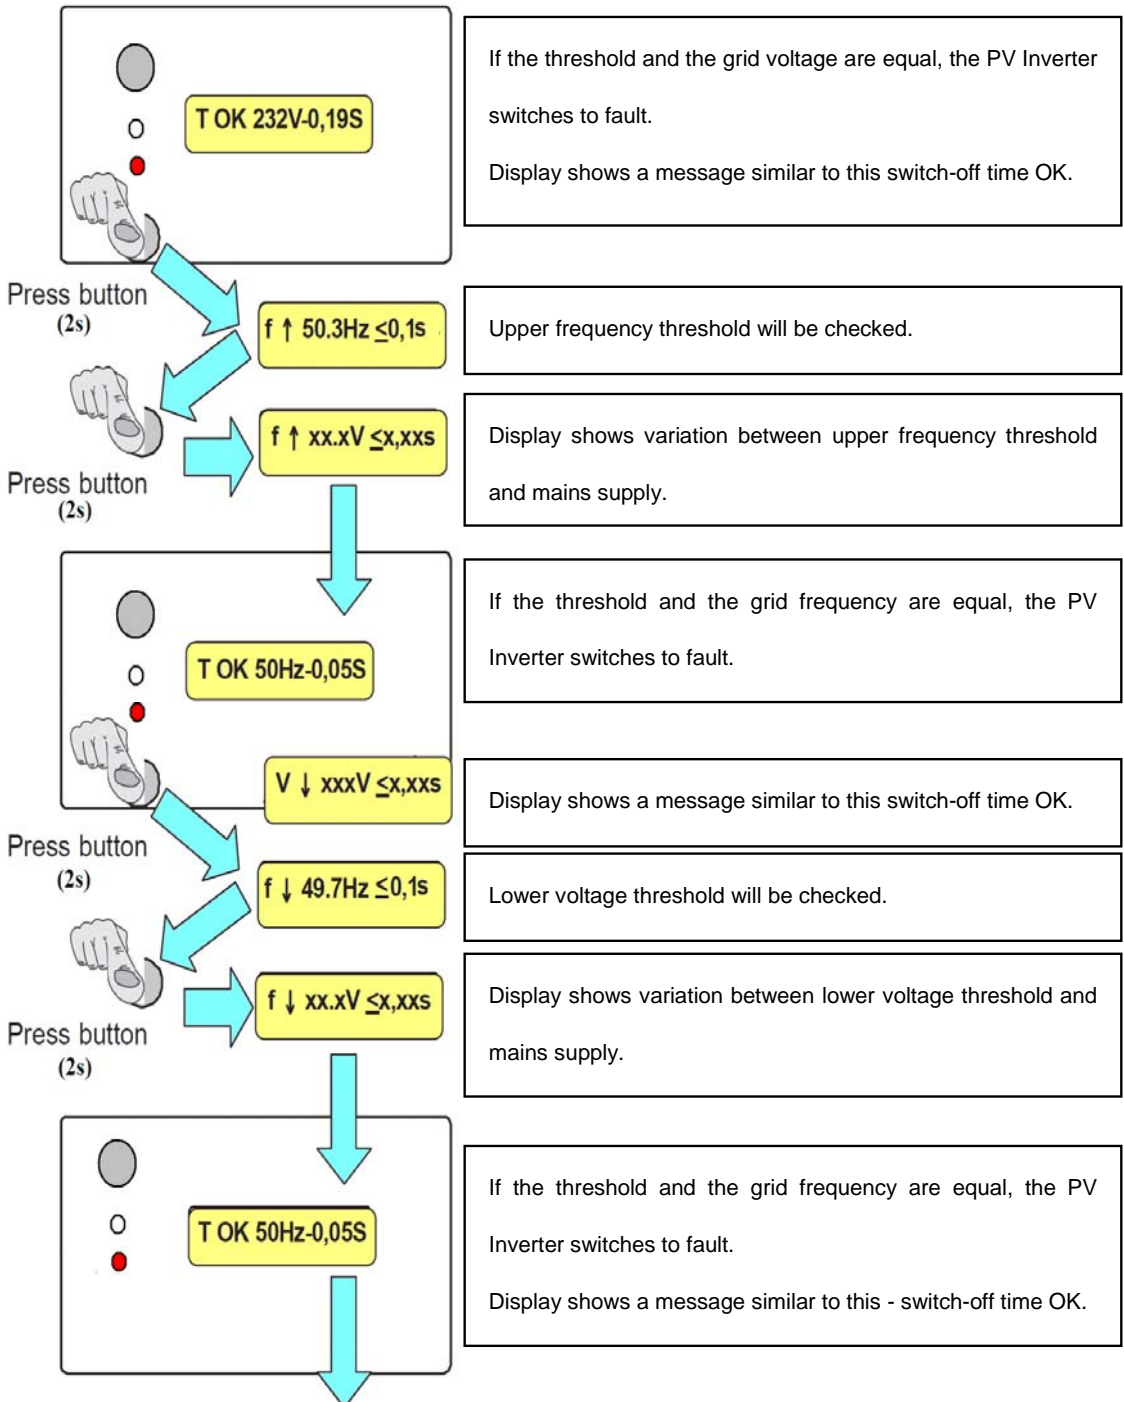 T OK 232V-0,19S
If the threshold and the grid voltage are equal, the PV Inverter
switches to fault.
Display shows a message similar to this switch-off time OK.
Press button
(2s)
f ↑ 50.3Hz ≤0,1s
Upper frequency threshold will be checked.
Press button
(2s)
f ↑ xx.xV ≤x,xxs
Display shows variation between upper frequency threshold
and mains supply.
T OK 50Hz-0,05S
If the threshold and the grid frequency are equal, the PV
Inverter switches to fault.
V ↓ xxxV ≤x,xxs
Display shows a message similar to this switch-off time OK.
Press button
(2s)
f ↓ 49.7Hz ≤0,1s
Lower voltage threshold will be checked.
Press button
(2s)
f ↓ xx.xV ≤x,xxs
Display shows variation between lower voltage threshold and
mains supply.
T OK 50Hz-0,05S
If the threshold and the grid frequency are equal, the PV
Inverter switches to fault.
Display shows a message similar to this - switch-off time OK.